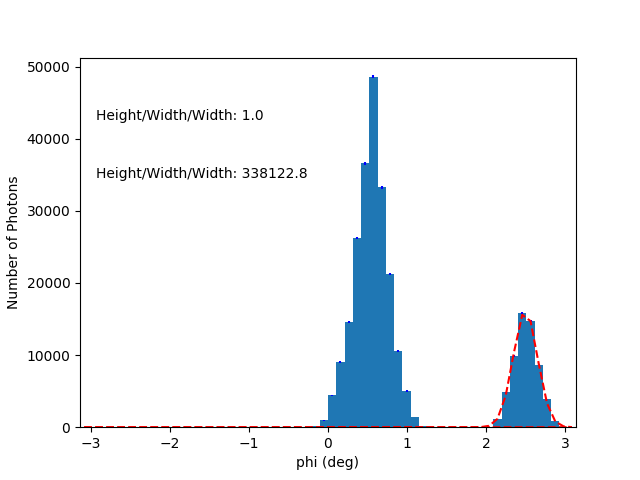 50000
40000
30000
20000
10000
0
Number of Photons
Height/Width/Width: 1.0
Height/Width/Width: 338122.8
−3 −2 −1 0 1 2 3
phi (deg)